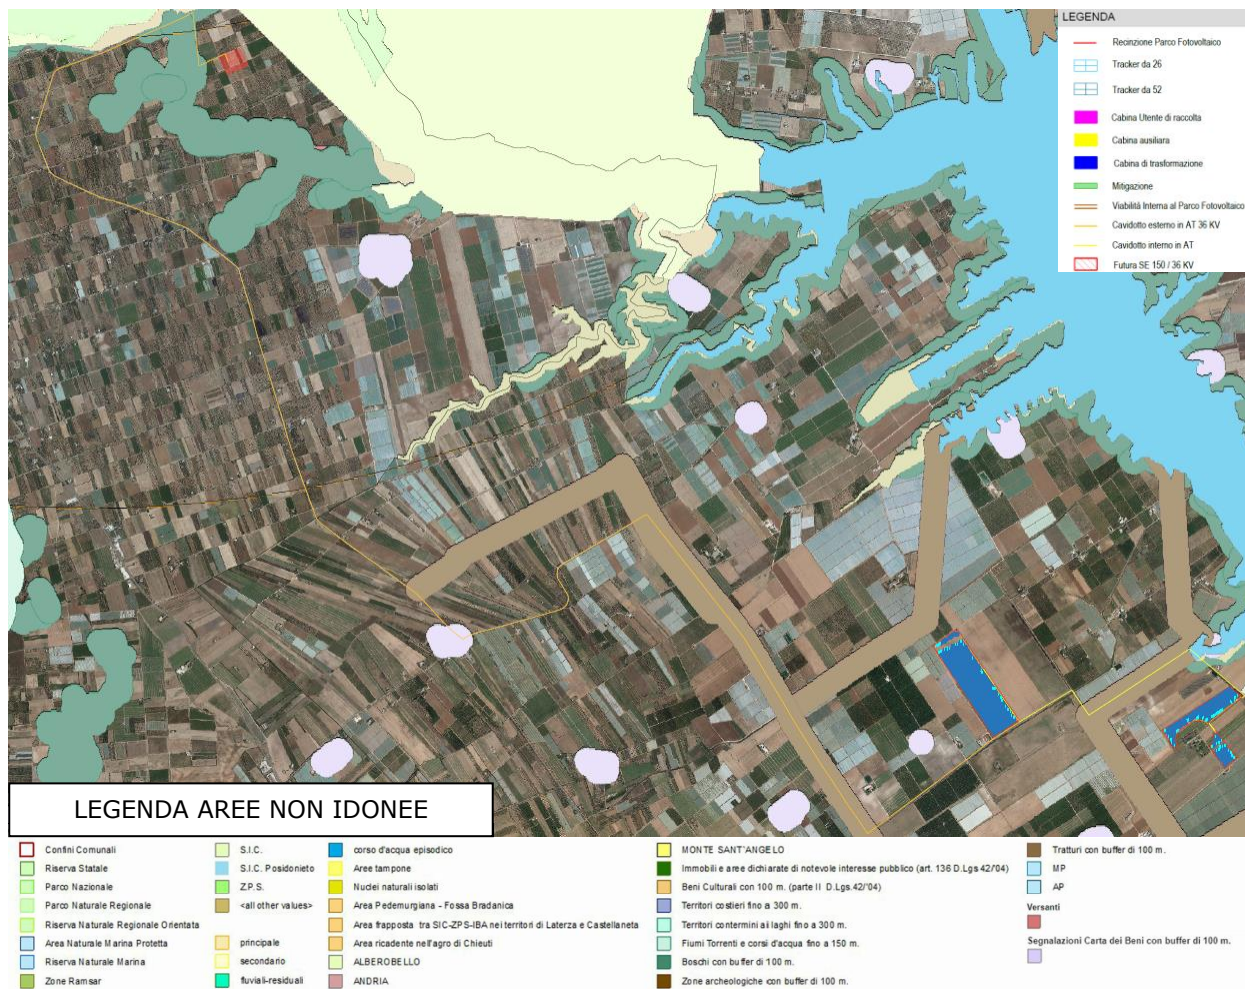 LEGENDA
Recinzione Parco Fotovoltaico
Tracker da 26
Tracker da 52
Cabina Utente di raccolta
Cabina ausiliara
Cabina di trasformazione
Mitigazione
Viabilità Interna al Parco Fotovoltaico
Cavidotto esterno in AT 36 KV
Cavidotto interno in AT
Futura SE 150 / 36 KV
LEGENDA AREE NON IDONEE
Confini Comunali
Riserva Statale
Parco Nazionale
Parco Naturale Regionale
Riserva Naturale Regionale Orientata
Area Naturale Marina Protetta
Riserva Naturale Marina
Zone Ramsar
S.I.C.
S.I.C. Posidonieto
Z.P.S.
<all other values>
principale
secondario
fluviali-residuali
corso d'acqua episodico
Aree tampone
Nuclei naturali isolati
Area Pedemurgiana - Fossa Bradanica
Area frapposta tra SIC-ZPS-IBA nei territori di Laterza e Castellaneta
Area ricadente nell'agro di Chieuti
ALBEROBELLO
ANDRIA
MONTE SANT'ANGELO
Immobili e aree dichiarate di notevole interesse pubblico (art. 136 D.Lgs 42/'04)
Beni Culturali con 100 m. (parte II D.Lgs.42/'04)
Territori costieri fino a 300 m.
Territori contermini ai laghi fino a 300 m.
Fiumi Torrenti e corsi d'acqua fino a 150 m.
Boschi con buffer di 100 m.
Zone archeologiche con buffer di 100 m.
Tratturi con buffer di 100 m.
MP
AP
Versanti
Segnalazioni Carta dei Beni con buffer di 100 m.